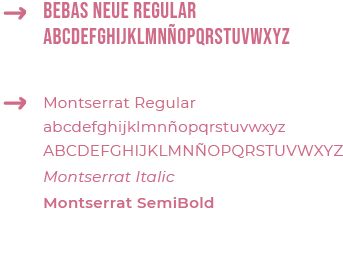 BEBAS NEUE REGULAR
ABCDEFGHIJKLMNÑOPQRSTUVWXYZ
Montserrat Regular
abcdefghijklmnñopqrstuvwxyz
ABCDEFGHIJKLMNÑOPQRSTUVWXYZ
Montserrat Italic
Montserrat SemiBold